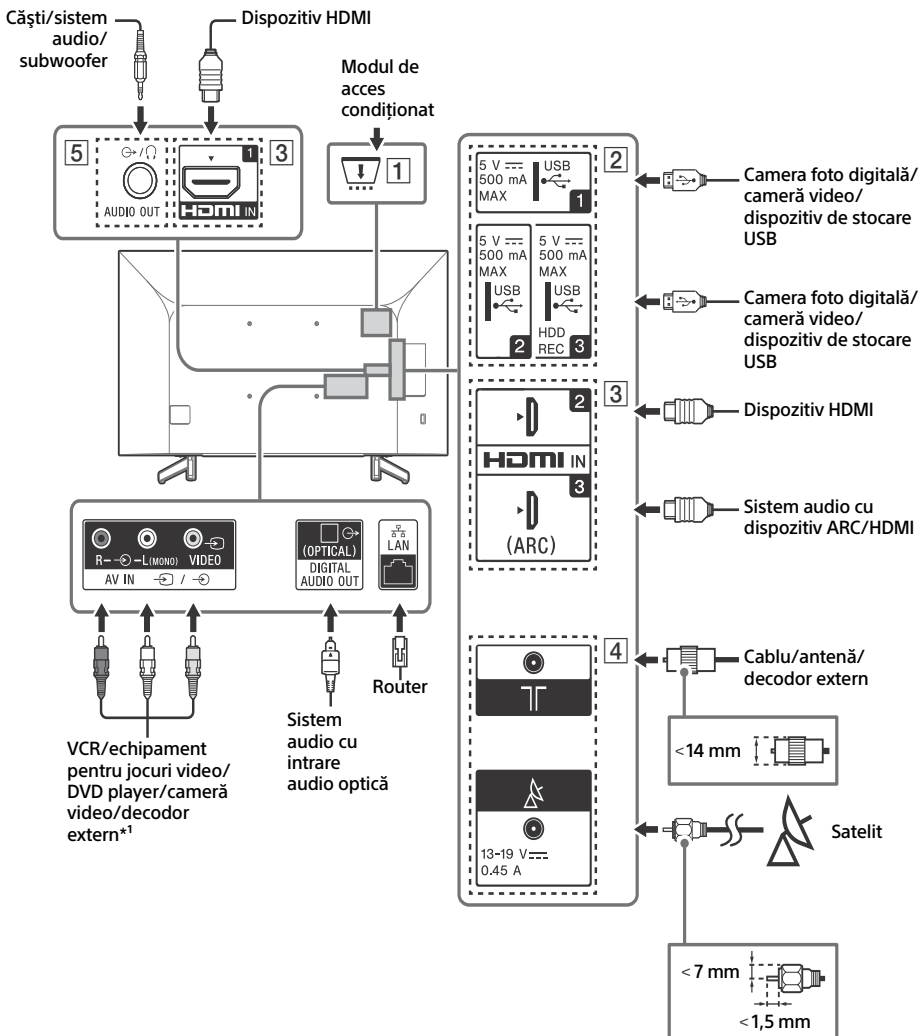 Căşti/sistem
audio/
subwoofer
Dispozitiv HDMI
Modul de
acces
condiționat
5
AUDIO OUT
1
HDMI IN
3
1
2
5 V
500 mA
MAX
USB
1
5 V
500 mA
MAX
USB
2
5 V
500 mA
MAX
USB
HDD
REC 3
Camera foto digitală/
cameră video/
dispozitiv de stocare
USB
Camera foto digitală/
cameră video/
dispozitiv de stocare
USB
3
2
HDMI IN
3
(ARC)
Dispozitiv HDMI
Sistem audio cu
dispozitiv ARC/HDMI
R- -L(MONO) VIDEO
AV IN /
(OPTICAL)
DIGITAL
AUDIO OUT
LAN
VCR/echipament
pentru jocuri video/
DVD player/cameră
video/decodor
extern*1
Sistem
audio cu
intrare
audio optică
Router
4
Cablu/antenă/
decodor extern
<14 mm
13-19 V
0.45 A
Satelit
<7 mm
<1,5 mm